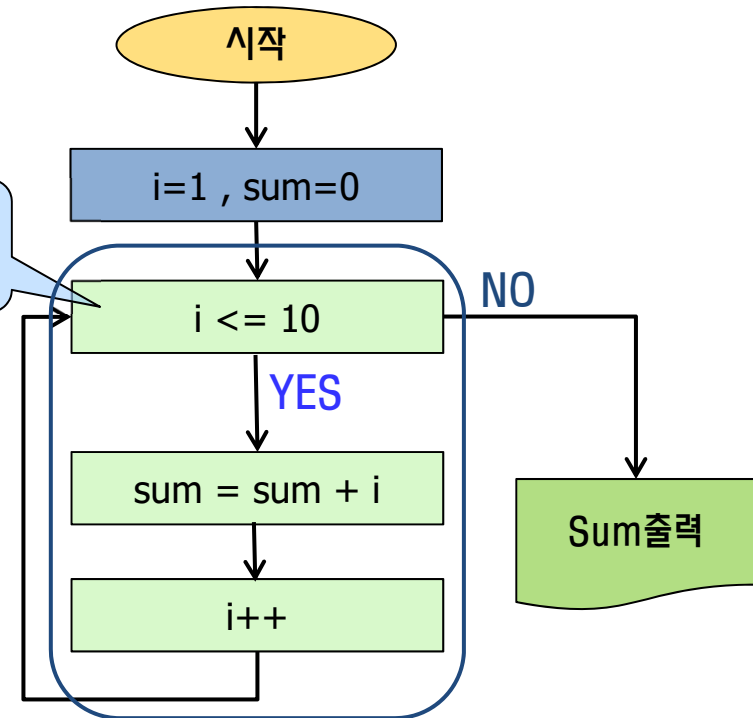 시작
i=1 , sum=0
i <= 10
NO
YES
sum = sum + i
Sum출력
i++